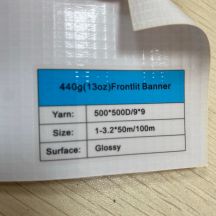 440g(13oz)Frontlit Banner
Yarn: 500*500D/9*9
Size: 1-3.2*50m/100m
Surface: Glossy